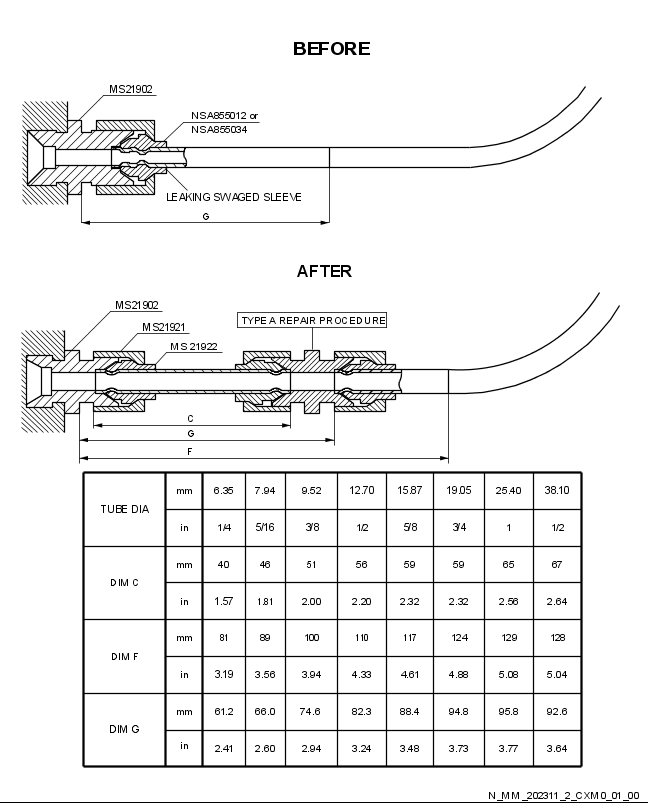 BEFORE
MS21902
NSA855012 or
NSA855034
LEAKING SWAGED SLEEVE
G
AFTER
MS21902
MS21921
MS 21922
TYPE A REPAIR PROCEDURE
C
G
F
TUBE DIA mm 6.35 7.94 9.52 12.70 15.87 19.05 25.40 38.10
in 1/4 5/16 3/8 1/2 5/8 3/4 1 1/2
DIM C mm 40 46 51 56 59 59 65 67
in 1.57 1.81 2.00 2.20 2.32 2.32 2.56 2.64
DIM F mm 81 89 100 110 117 124 129 128
in 3.19 3.56 3.94 4.33 4.61 4.88 5.08 5.04
DIM G mm 61.2 66.0 74.6 82.3 88.4 94.8 95.8 92.6
in 2.41 2.60 2.94 3.24 3.48 3.73 3.77 3.64
N_MM_202311_2_CXM0_01_00